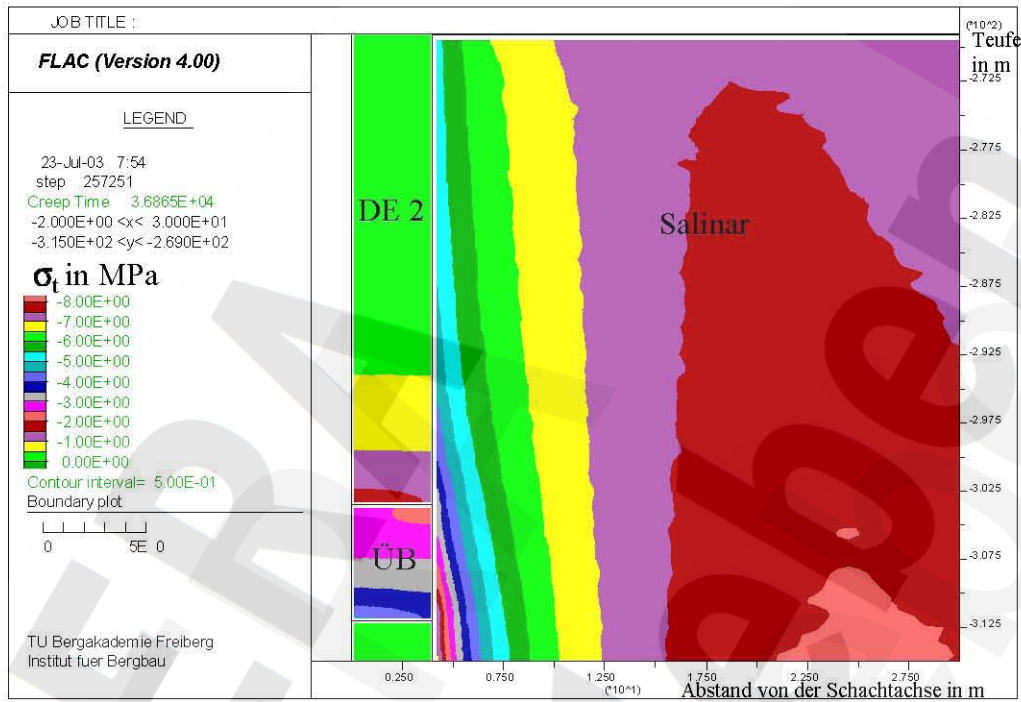 JOB TITLE :
FLAC (Version 4.00)
LEGEND
23-Jul-03 7:54
step 257251
Creep Time 3.6865E+04
-2.000E+00 <x< 3.000E+01
-3.150E+02 <y< -2.690E+02
σt in MPa
-8.00E+00
-7.00E+00
-6.00E+00
-5.00E+00
-4.00E+00
-3.00E+00
-2.00E+00
-1.00E+00
0.00E+00
Contour interval= 5.00E-01
Boundary plot
0 5E 0
TU Bergakademie Freiberg
Institut fuer Bergbau
DE 2
ÜB
Salinar
(*10^2)
Teufe
in m
-2.725
-2.775
-2.825
-2.875
-2.925
-2.975
-3.025
-3.075
-3.125
0.250 0.750 1.250 1.750 2.250 2.750
(*10^1)
Abstand von der Schachtachse in m